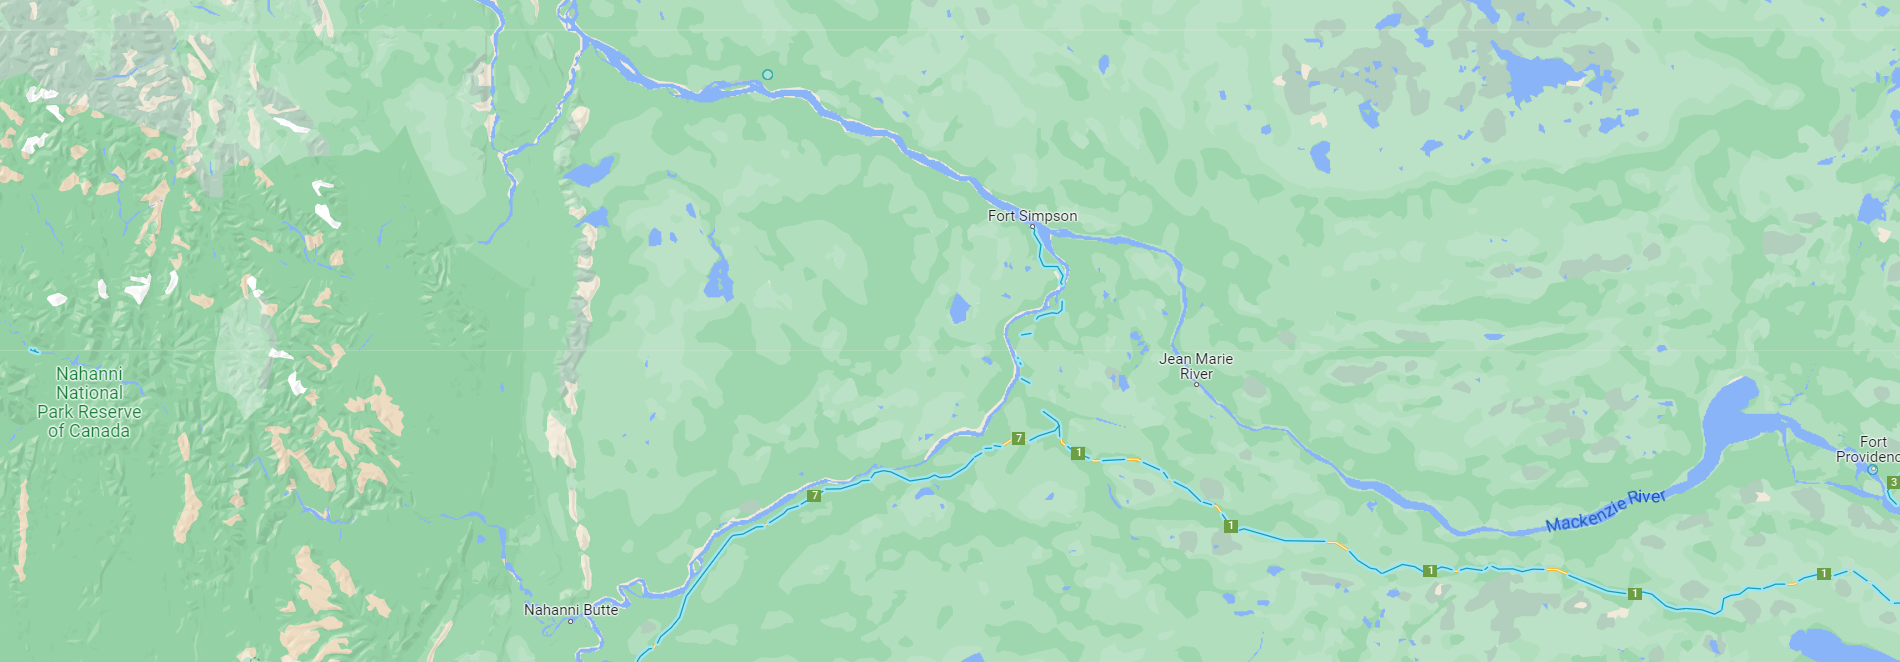 Fort Simpson
Jean Marie
River
Nahanni
National
Park Reserve
of Canada
7
1
Fort
Providenc
3
7
Mackenzie River
1
1
1
1
Nahanni Butte